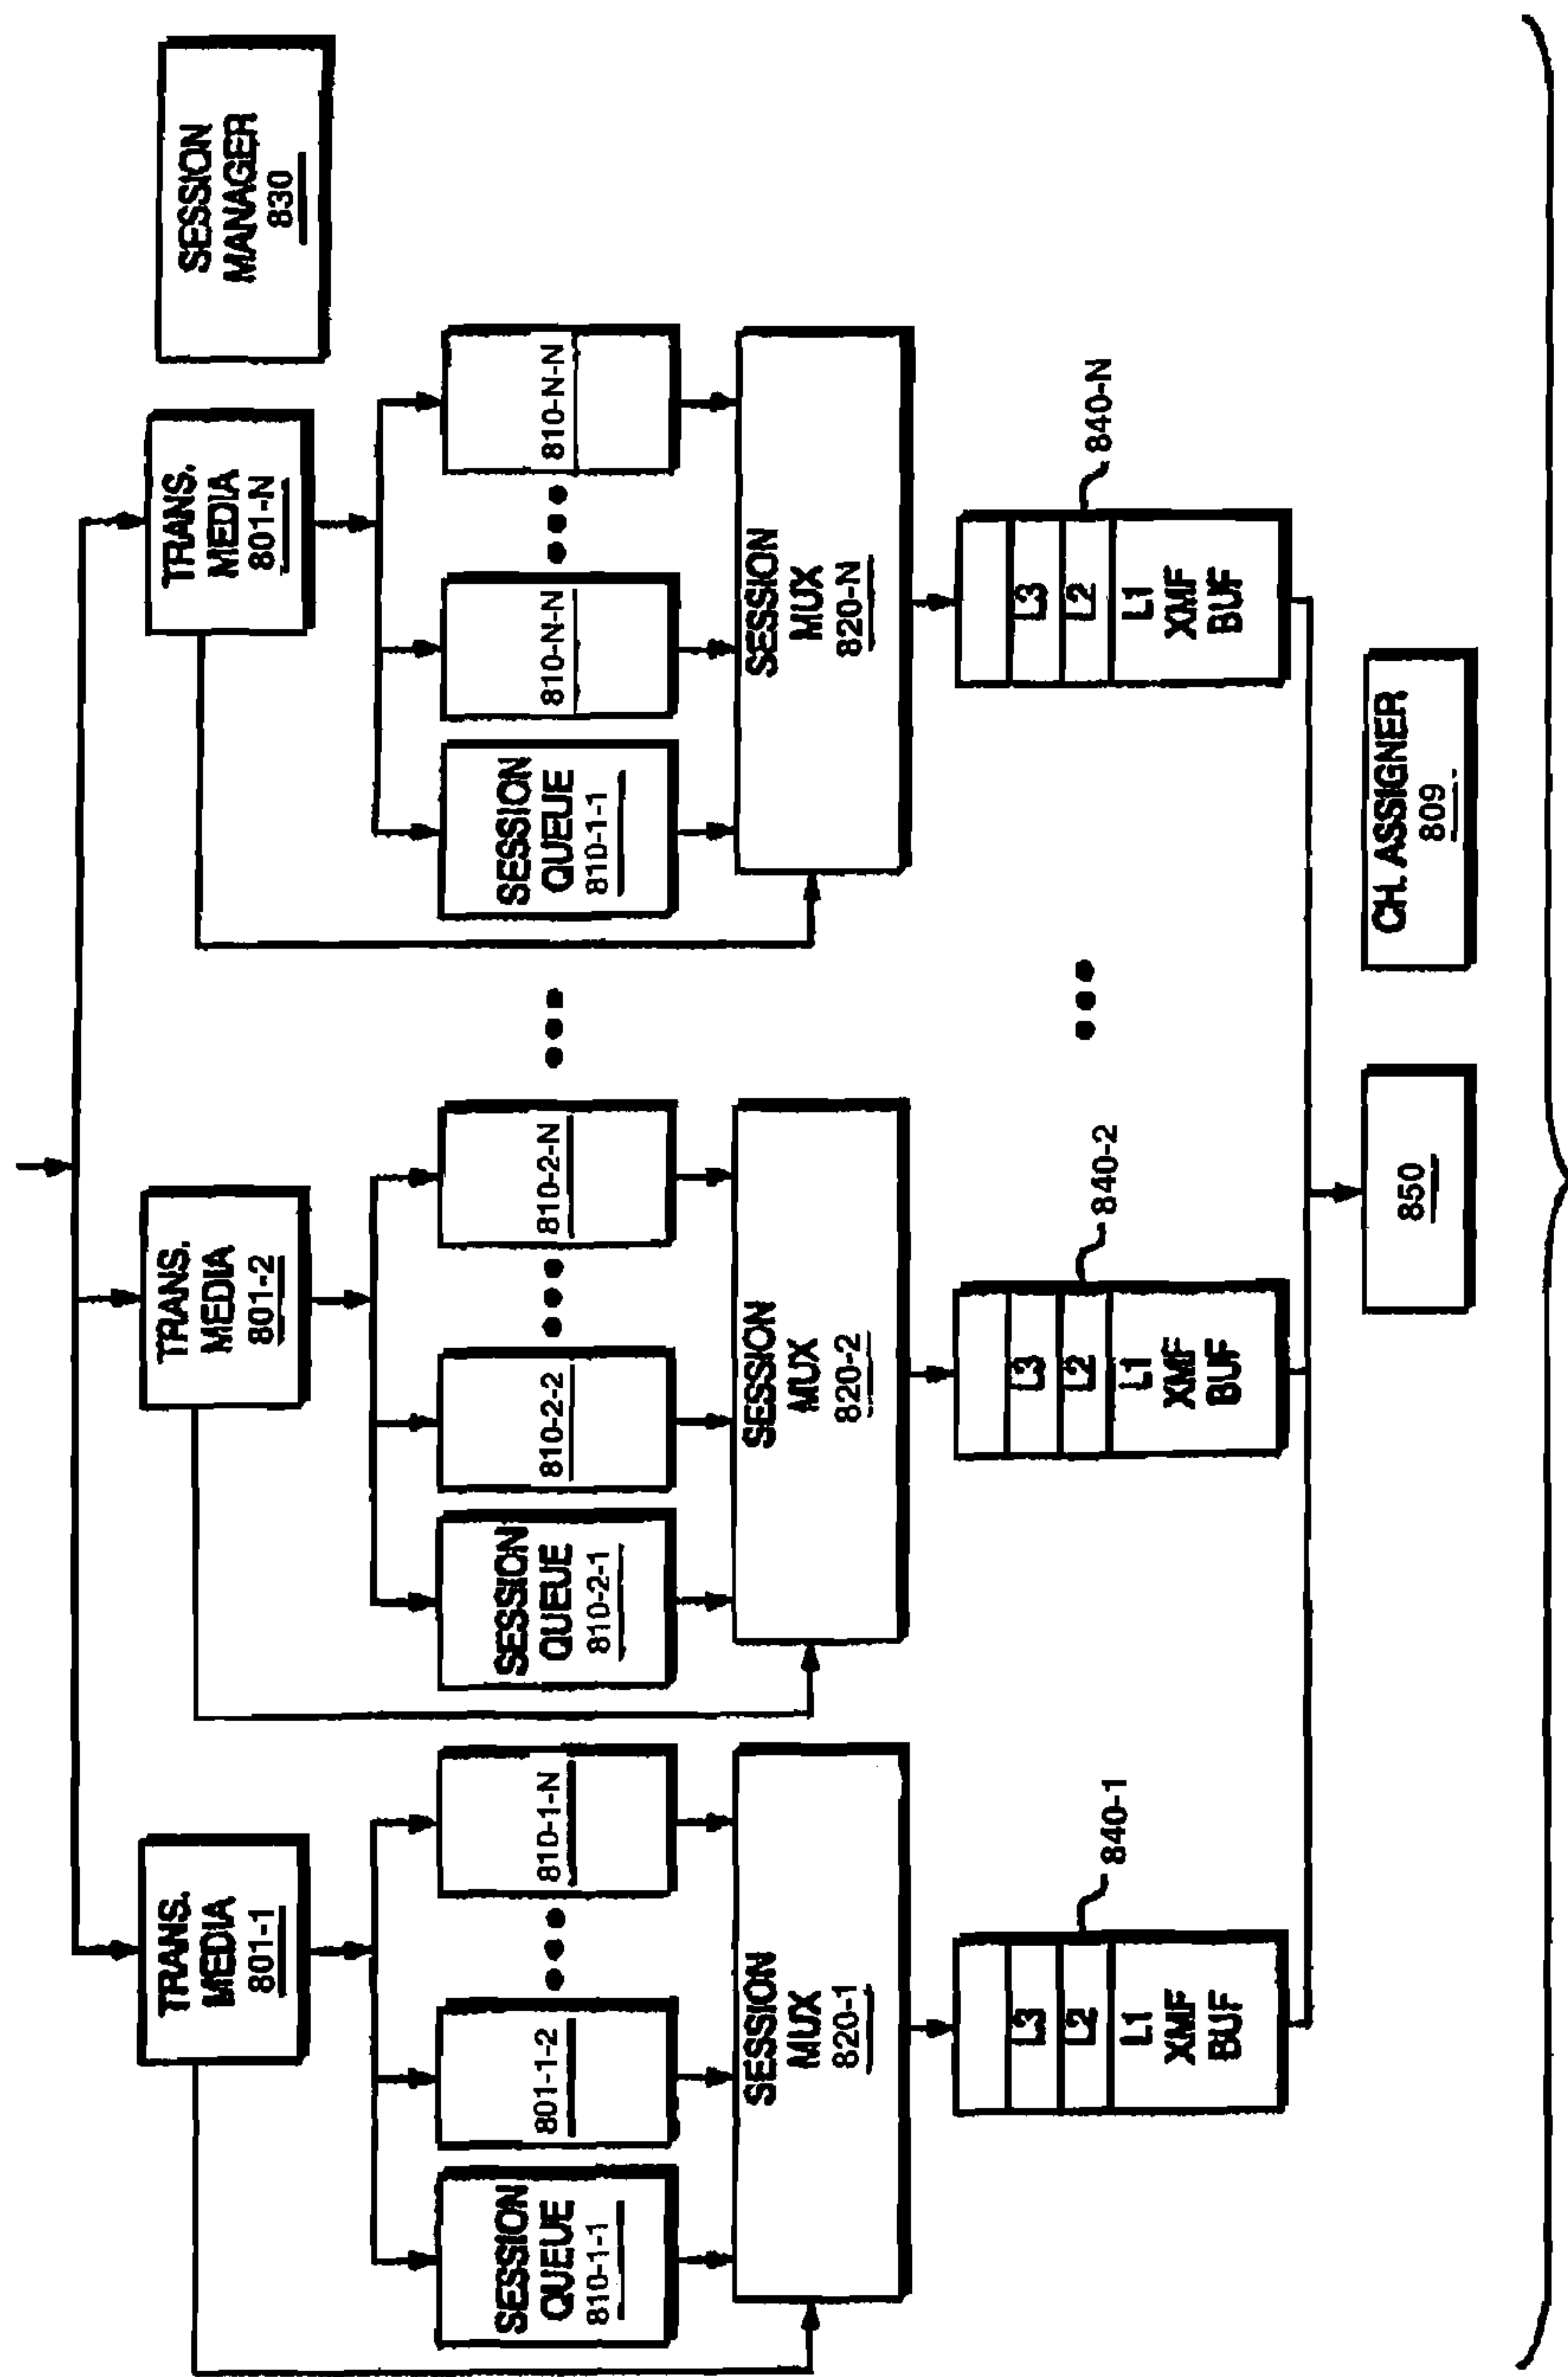 TRANS.
MEDIA
801-1
TRANS.
MEDIA
801-2
TRANS.
MEDIA
801-N
SESSION
MANAGER
830
SESSION
QUEUE
810-1-1
801-1-2
810-1-N
SESSION
QUEUE
810-2-1
810-2-2
810-2-N
SESSION
QUEUE
810-1-1
810-N-N
810-N-N
SESSION
MUX
820-1
SESSION
MUX
820-2
SESSION
MUX
820-N
L3
L2
L1
XMF
BUF
840-1
L3
L2
L1
XMF
BUF
840-2
L3
L2
L1
XMF
BUF
840-N
850
CH. ASSIGNER
809